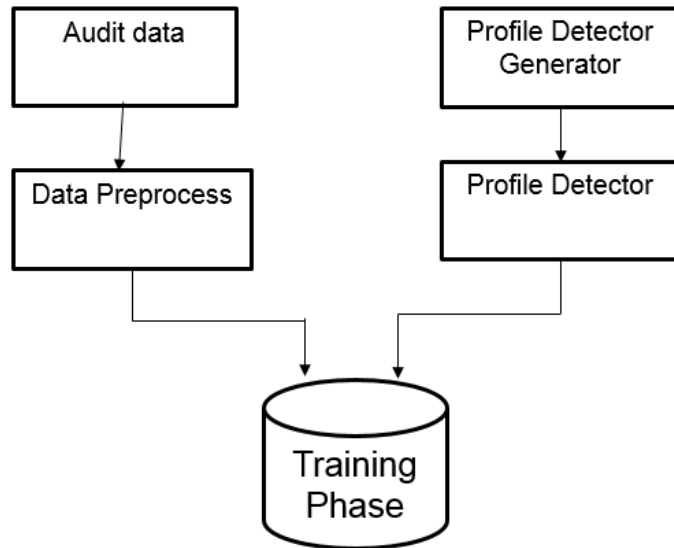 Audit data
Profile Detector
Generator
Data Preprocess
Profile Detector
Training
Phase